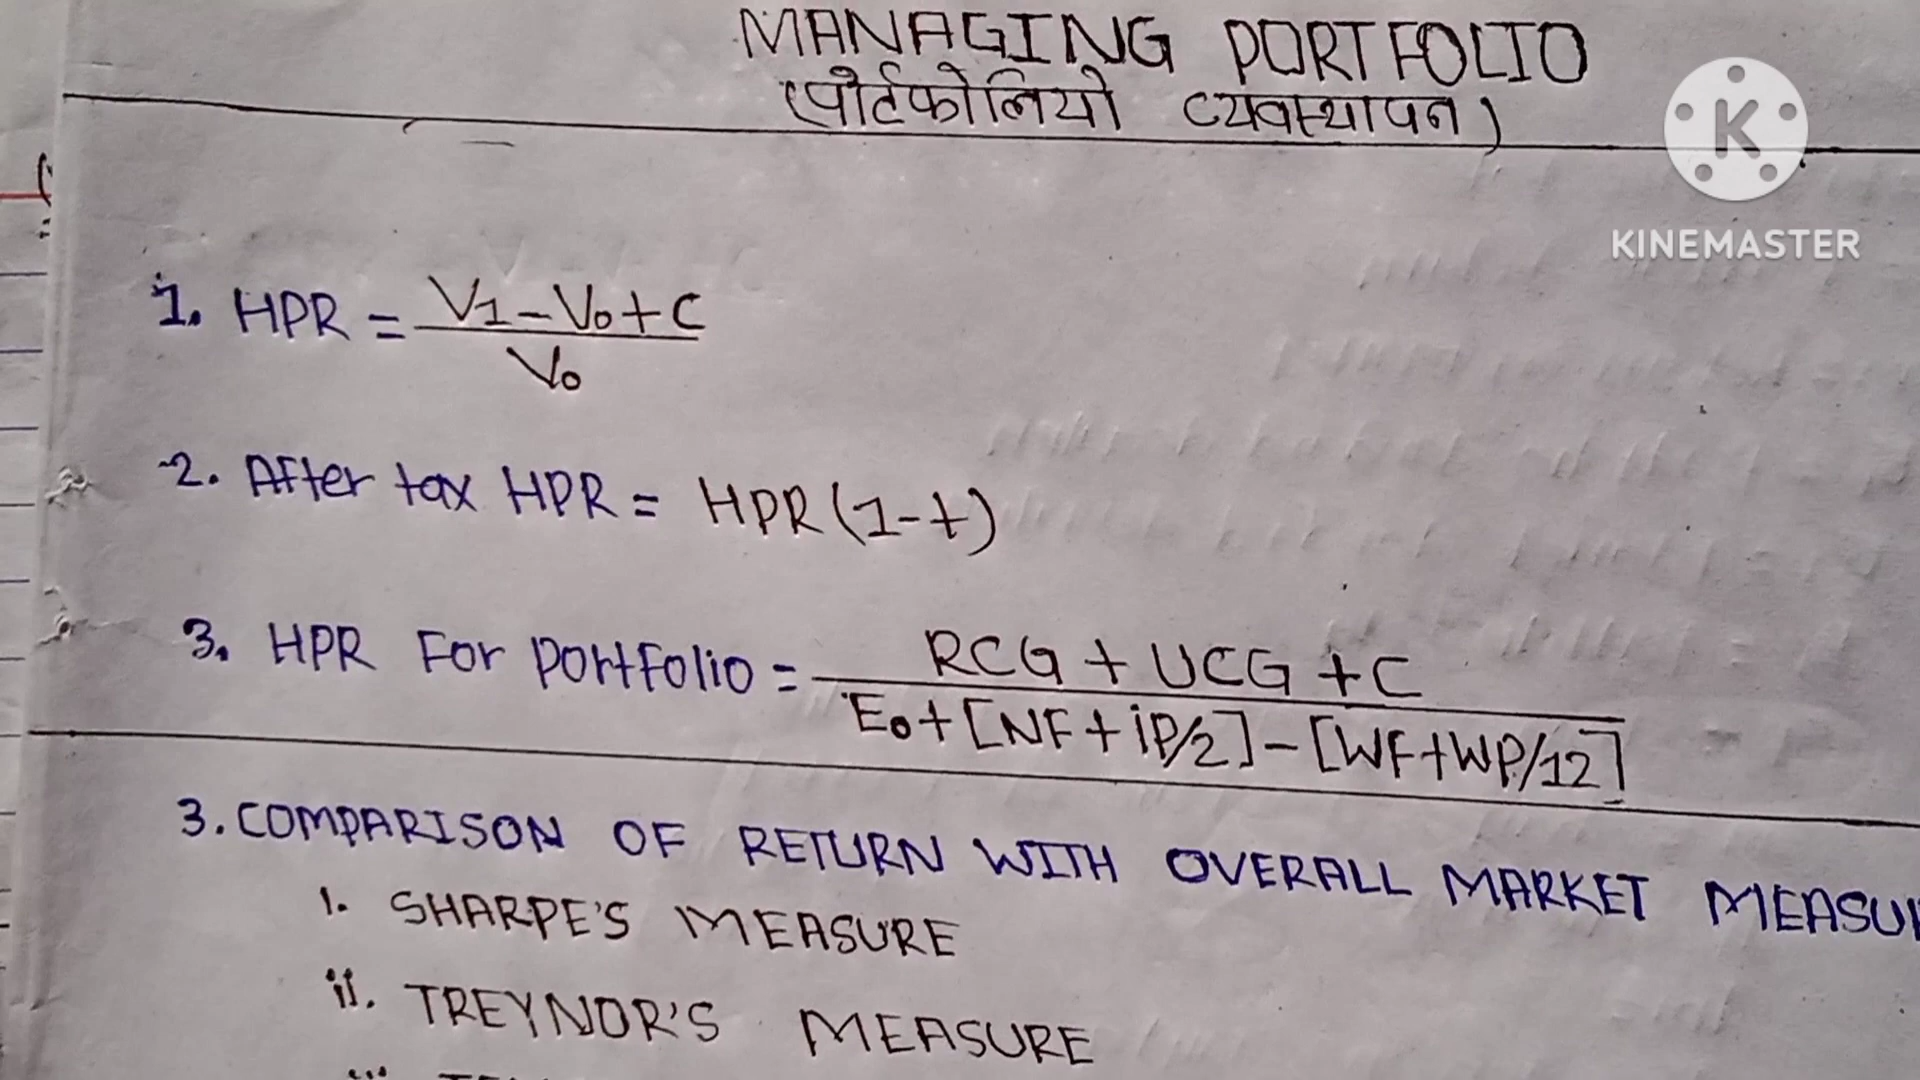 MANAGING PORTFOLIO
(पोर्टफोलियो व्यवस्थापन)
K
KINEMASTER
1. HPR = V1-V0+C
V0
2. After tax HPR = HPR(1-t)
3. HPR For portfolio = RCG + UCG + C
E0+[NF+iP/2]-[WF+WP/12]
3. COMPARISON OF RETURN WITH OVERALL MARKET MEASU
i. SHARPE'S MEASURE
ii. TREYNOR'S MEASURE